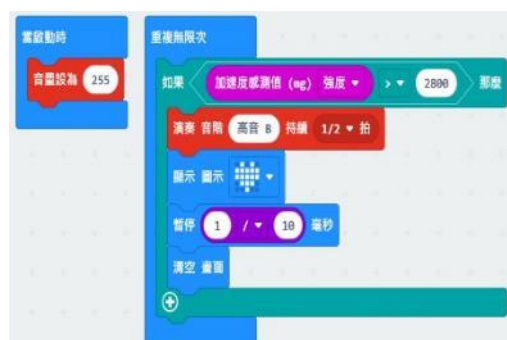 當啟動時
音量設為 255
重複無限次
如果 加速度感測值 (mg) 強度 > 2800 那麼
演奏 音階 高音 B 持續 1/2 拍
顯示 圖示
暫停 1 / 10 毫秒
清空 畫面